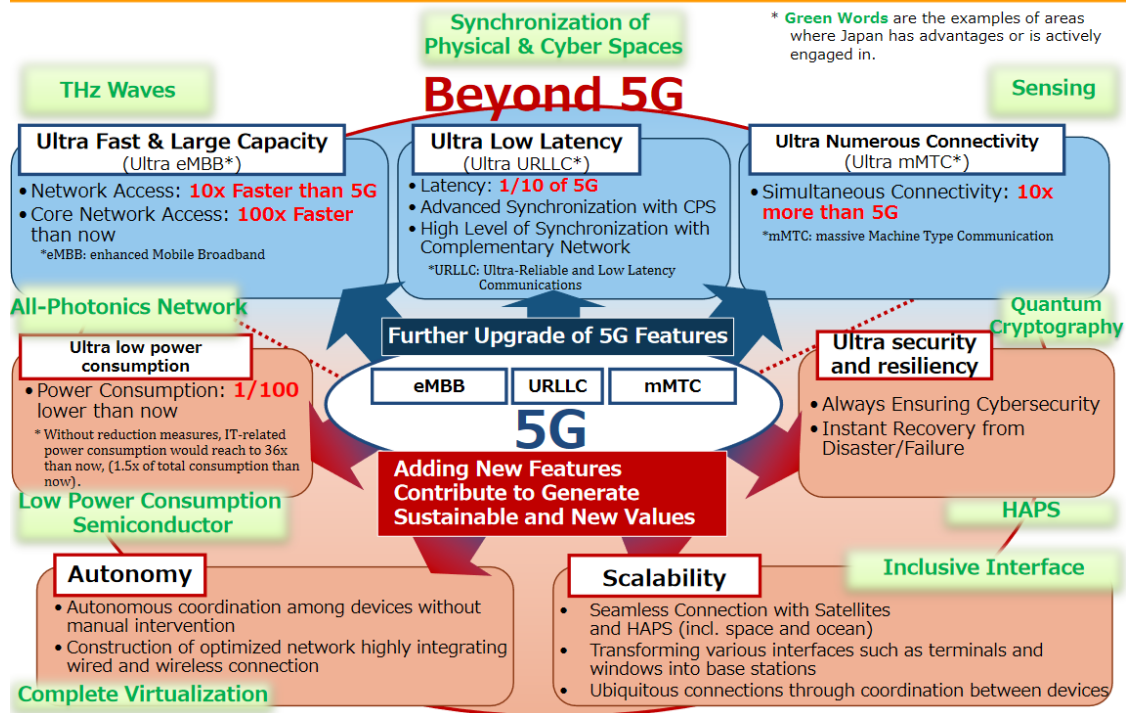 Synchronization of
Physical & Cyber Spaces
* Green Words are the examples of areas
where Japan has advantages or is actively
engaged in.
THz Waves
Beyond 5G
Sensing
Ultra Fast & Large Capacity
(Ultra eMBB*)
• Network Access: 10x Faster than 5G
• Core Network Access: 100x Faster
than now
*eMBB: enhanced Mobile Broadband
Ultra Low Latency
(Ultra URLLC*)
• Latency: 1/10 of 5G
• Advanced Synchronization with CPS
• High Level of Synchronization with
Complementary Network
*URLLC: Ultra-Reliable and Low Latency
Communications
Ultra Numerous Connectivity
(Ultra mMTC*)
• Simultaneous Connectivity: 10x
more than 5G
*mMTC: massive Machine Type Communication
All-Photonics Network
Quantum
Cryptography
Further Upgrade of 5G Features
Ultra low power
consumption
• Power Consumption: 1/100
lower than now
* Without reduction measures, IT-related
power consumption would reach to 36x
than now, (1.5x of total consumption than
now).
eMBB
URLLC
mMTC
5G
Ultra security
and resiliency
• Always Ensuring Cybersecurity
• Instant Recovery from
Disaster/Failure
Adding New Features
Contribute to Generate
Sustainable and New Values
Low Power Consumption
Semiconductor
HAPS
Inclusive Interface
Autonomy
• Autonomous coordination among devices without
manual intervention
• Construction of optimized network highly integrating
wired and wireless connection
Complete Virtualization
Scalability
• Seamless Connection with Satellites
and HAPS (incl. space and ocean)
• Transforming various interfaces such as terminals and
windows into base stations
• Ubiquitous connections through coordination between devices